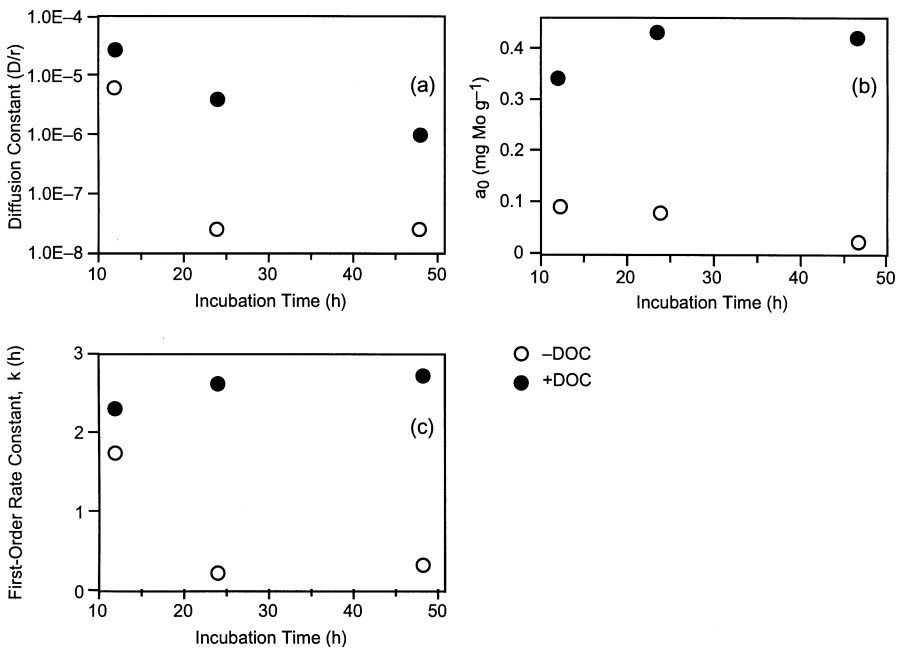 Diffusion Constant (D/r)
1.0E–4
1.0E–5
1.0E–6
1.0E–7
1.0E–8
(a)
10 20 30 40 50
Incubation Time (h)
a0 (mg Mo g–1)
0.4
0.3
0.2
0.1
0
(b)
10 20 30 40 50
Incubation Time (h)
First-Order Rate Constant, k (h)
3
2
1
0
(c)
10 20 30 40 50
Incubation Time (h)
–DOC
+DOC